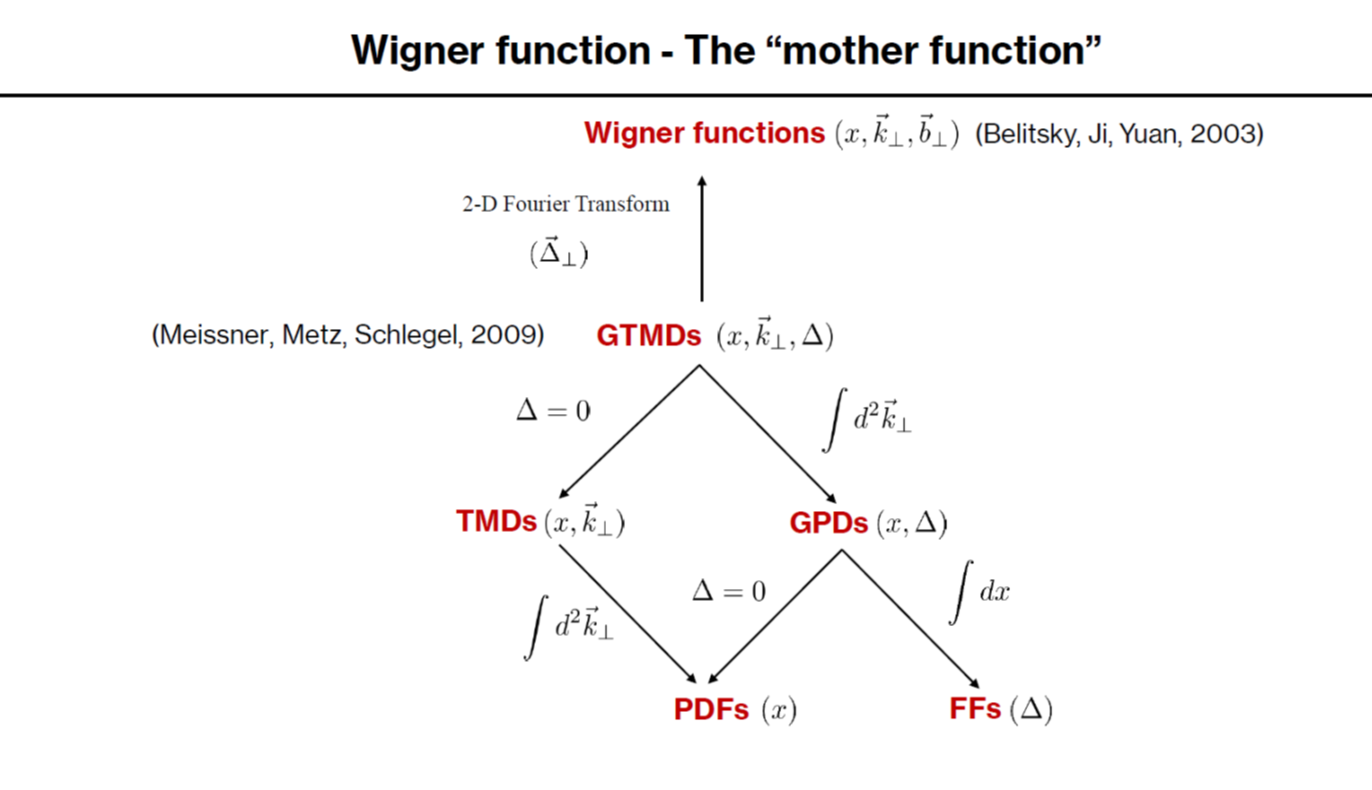 Wigner function - The “mother function”
Wigner functions (x, k⃗⊥, b⃗⊥) (Belitsky, Ji, Yuan, 2003)
2-D Fourier Transform
(Δ⃗⊥)
(Meissner, Metz, Schlegel, 2009) GTMDs (x, k⃗⊥, Δ)
Δ = 0 ∫ d²k⃗⊥
TMDs (x, k⃗⊥) GPDs (x, Δ)
∫ d²k⃗⊥ Δ = 0 ∫ dx
PDFs (x) FFs (Δ)